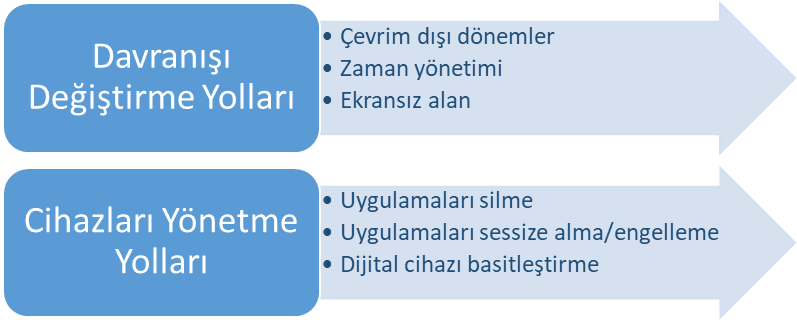 Davranışı
Değiştirme Yolları
• Çevrim dışı dönemler
• Zaman yönetimi
• Ekransız alan
Cihazları Yönetme
Yolları
• Uygulamaları silme
• Uygulamaları sessize alma/engelleme
• Dijital cihazı basitleştirme